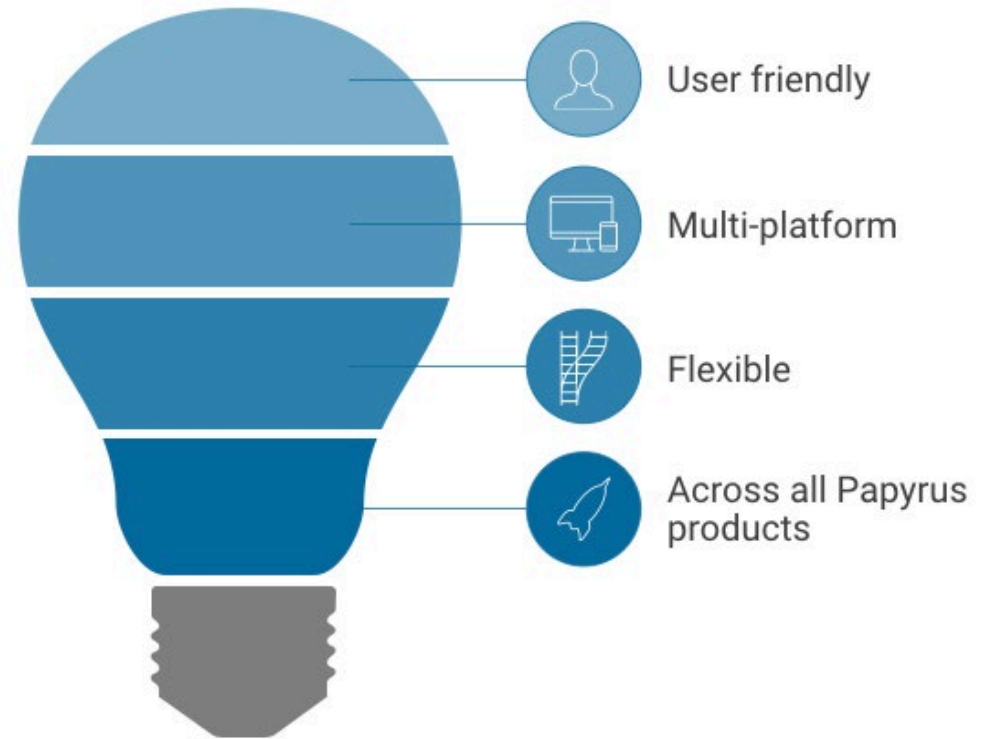 User friendly
Multi-platform
Flexible
Across all Papyrus
products